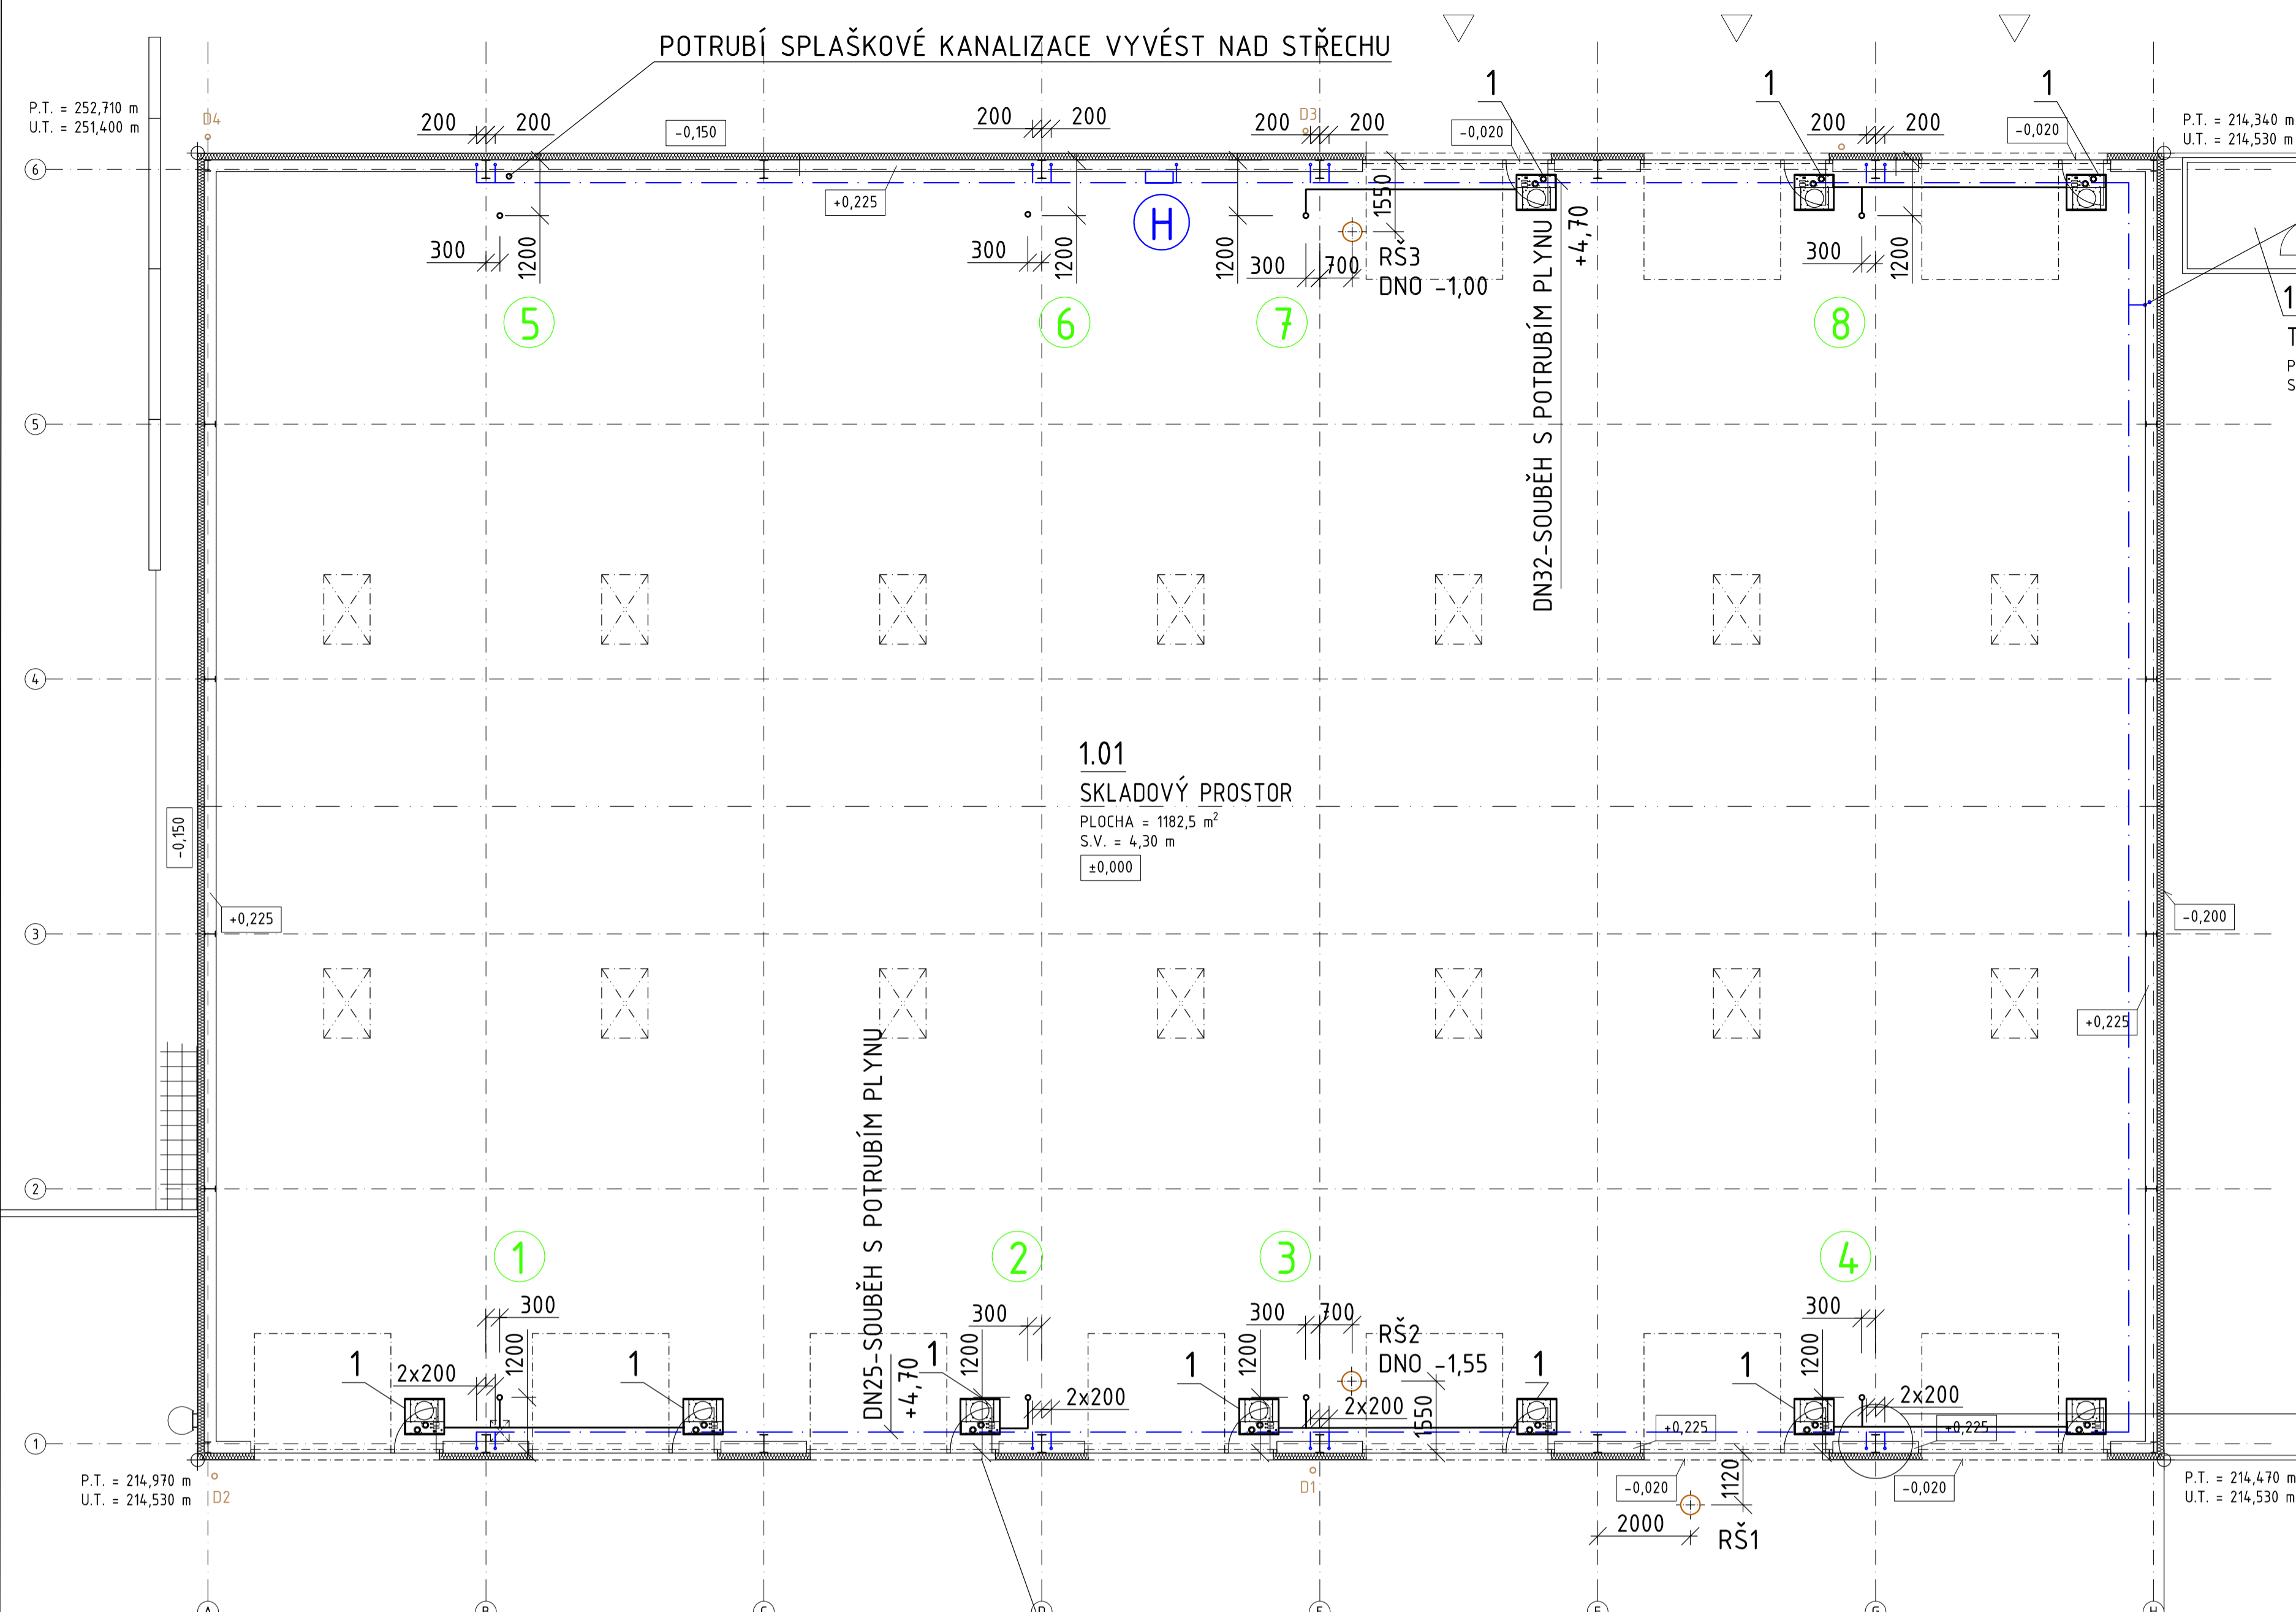 POTRUBÍ SPLAŠKOVÉ KANALIZACE VYVÉST NAD STŘECHU
P.T. = 252,710 m
U.T. = 251,400 m
D4
200 200
-0,150
200 200
D3
200 200
1
-0,020
1
200 200
1
-0,020
P.T. = 214,340 m
U.T. = 214,530 m
6
+0,225
H
300
1200
300
1200
1200
300
700
1550
RŠ3
DNO -1,00
DN32-SOUBĚH S POTRUBÍM PLYNU
+4,70
300
1200
5
6
7
8
1
T
P
S
5
4
1.01
SKLADOVÝ PROSTOR
PLOCHA = 1182,5 m²
S.V. = 4,30 m
±0,000
-0,150
+0,225
3
-0,200
+0,225
2
DN25-SOUBĚH S POTRUBÍM PLYNU
+4,70
1
2
3
4
300
1200
1
2x200
1
1
1200
300
2x200
1
1200
300
700
RŠ2
DNO -1,55
2x200
1550
1
1
300
1200
2x200
+0,225
+0,225
1
P.T. = 214,970 m
U.T. = 214,530 m
D2
D1
-0,020
1120
-0,020
2000
RŠ1
P.T. = 214,470 m
U.T. = 214,530 m
A B C D E F G H